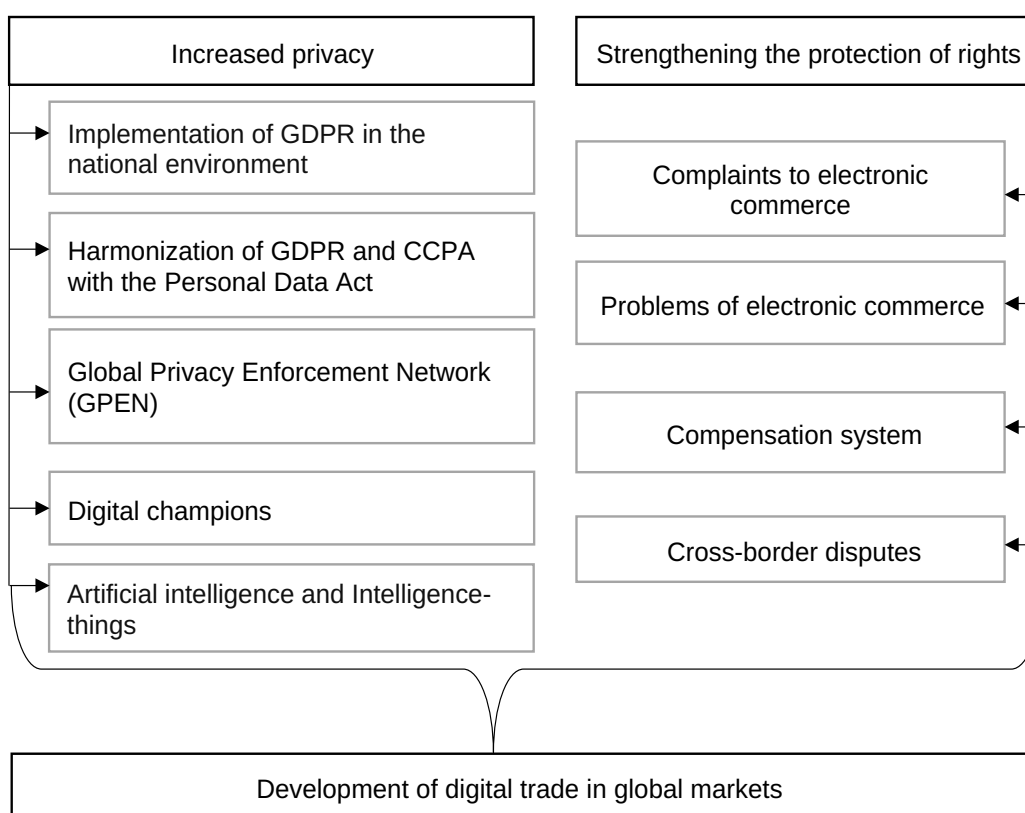 Increased privacy
Implementation of GDPR in the
national environment
Harmonization of GDPR and CCPA
with the Personal Data Act
Global Privacy Enforcement Network
(GPEN)
Digital champions
Artificial intelligence and Intelligence-
things
Strengthening the protection of rights
Complaints to electronic
commerce
Problems of electronic commerce
Compensation system
Cross-border disputes
Development of digital trade in global markets